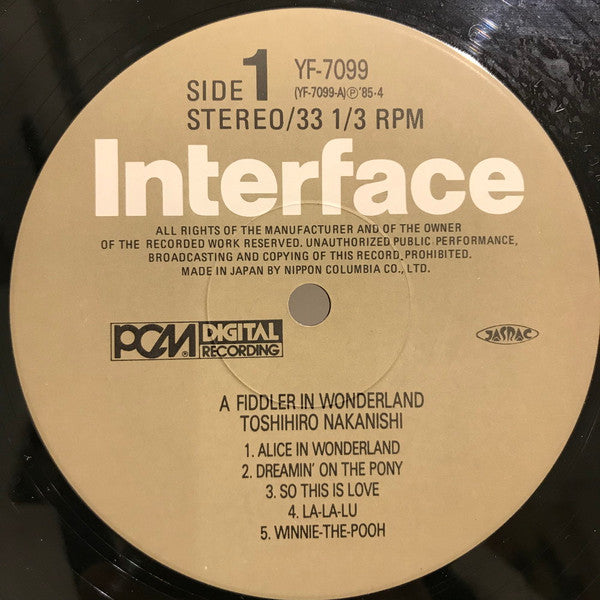 SIDE 1 YF-7099
(YF-7099-A)Ⓟ'85·4
STEREO/33 1/3 RPM
Interface
ALL RIGHTS OF THE MANUFACTURER AND OF THE OWNER
OF THE RECORDED WORK RESERVED. UNAUTHORIZED PUBLIC PERFORMANCE,
BROADCASTING AND COPYING OF THIS RECORD PROHIBITED.
MADE IN JAPAN BY NIPPON COLUMBIA CO., LTD.
PCM® DIGITAL
RECORDING
JASRAC
A FIDDLER IN WONDERLAND
TOSHIHIRO NAKANISHI
1. ALICE IN WONDERLAND
2. DREAMIN' ON THE PONY
3. SO THIS IS LOVE
4. LA-LA-LU
5. WINNIE-THE-POOH